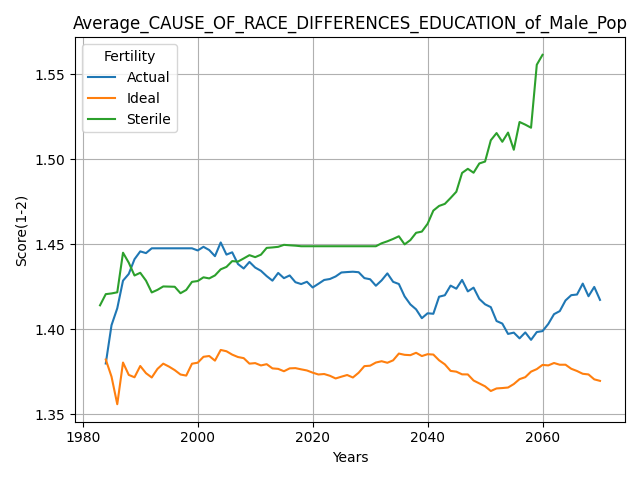 Average_CAUSE_OF_RACE_DIFFERENCES_EDUCATION_of_Male_Pop
Fertility
Actual
Ideal
Sterile
Score(1-2)
1.55
1.50
1.45
1.40
1.35
1980 2000 2020 2040 2060
Years